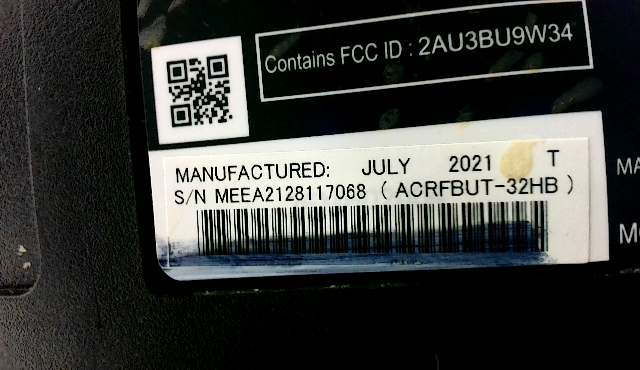 Contains FCC ID : 2AU3BU9W34
MANUFACTURED: JULY 2021 T
S/N MEEA2128117068 ( ACRFBUT-32HB )